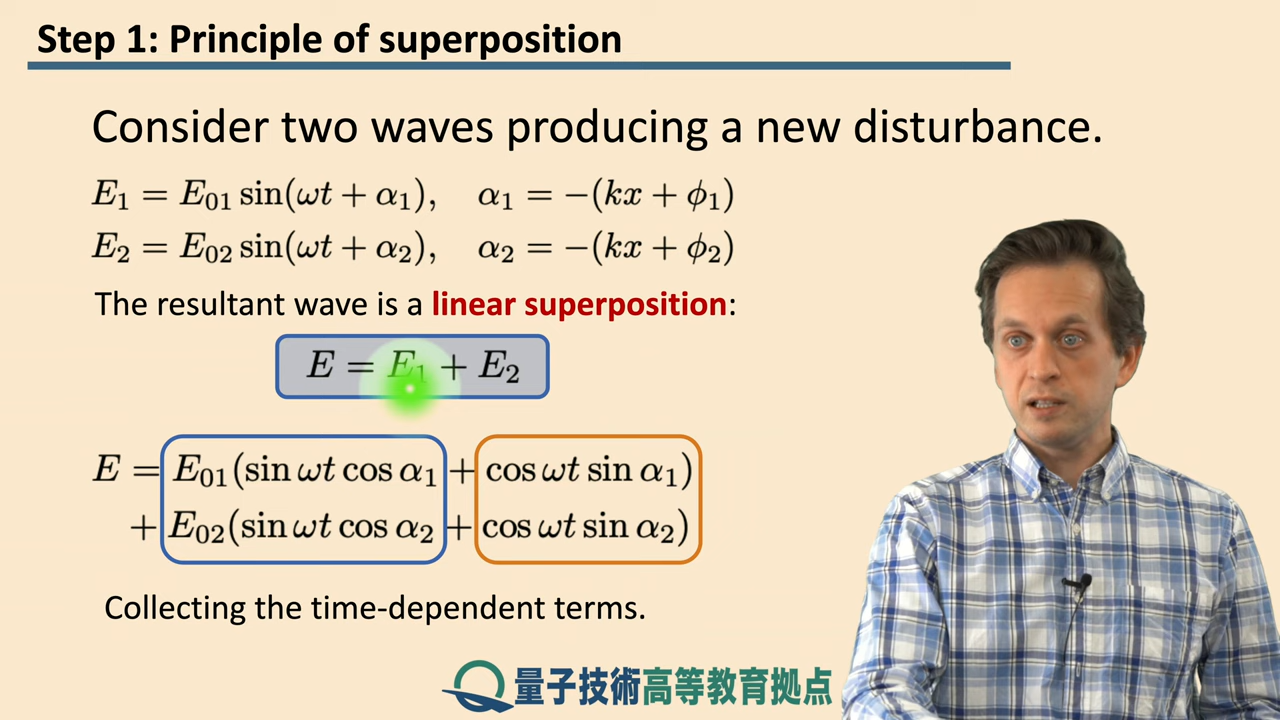 Step 1: Principle of superposition
Consider two waves producing a new disturbance.
E₁ = E₀₁ sin(ωt + α₁), α₁ = −(kx + ϕ₁)
E₂ = E₀₂ sin(ωt + α₂), α₂ = −(kx + ϕ₂)
The resultant wave is a linear superposition:
E = E₁ + E₂
E = E₀₁(sin ωt cos α₁ + cos ωt sin α₁)
+ E₀₂(sin ωt cos α₂ + cos ωt sin α₂)
Collecting the time-dependent terms.
量子技術高等教育拠点